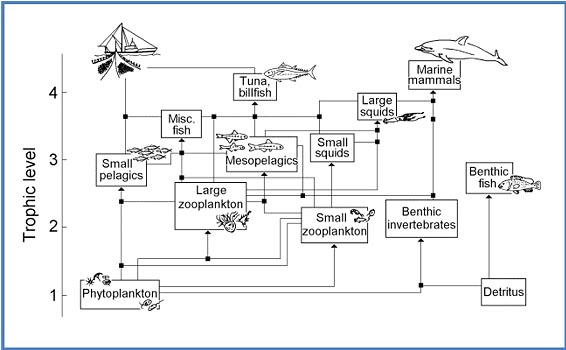 Trophic level
4
3
2
1
Tuna,
billfish
Marine
mammals
Large
squids
Misc.
fish
Small
squids
Small
pelagics
Mesopelagics
Benthic
fish
Large
zooplankton
Small
zooplankton
Benthic
invertebrates
Phytoplankton
Detritus